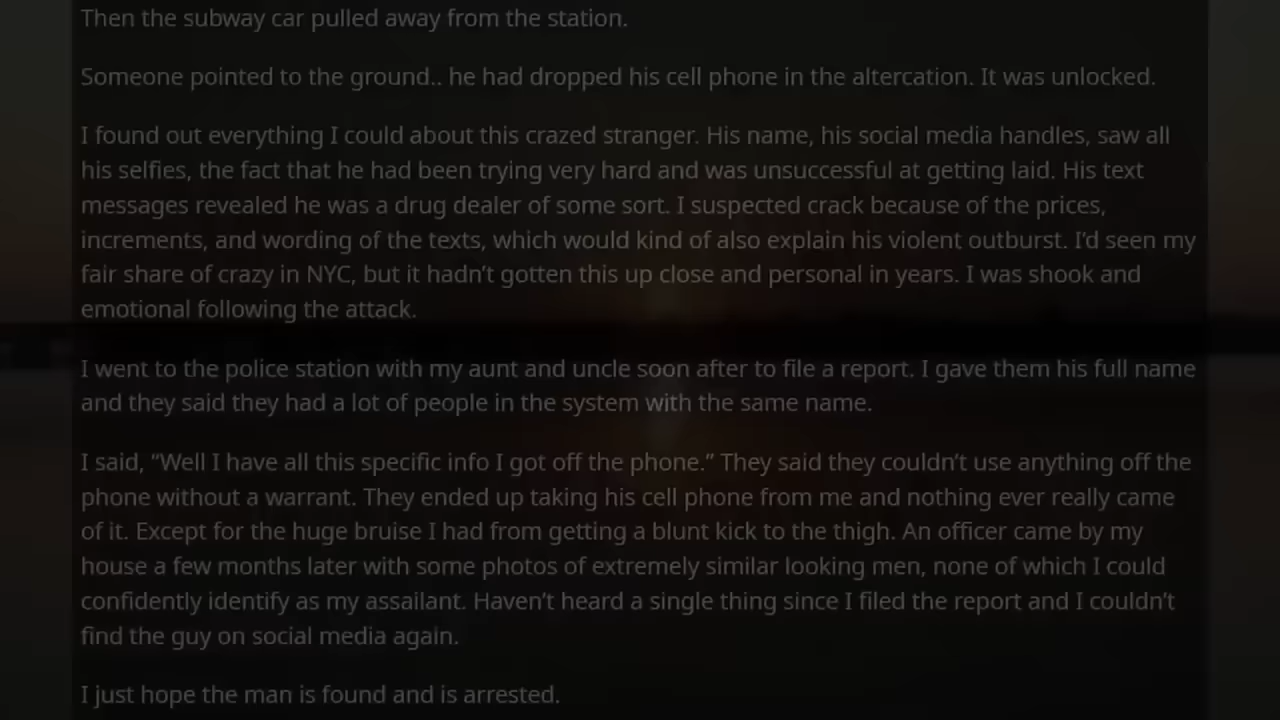 Then the subway car pulled away from the station.
Someone pointed to the ground.. he had dropped his cell phone in the altercation. It was unlocked.
I found out everything I could about this crazed stranger. His name, his social media handles, saw all
his selfies, the fact that he had been trying very hard and was unsuccessful at getting laid. His text
messages revealed he was a drug dealer of some sort. I suspected crack because of the prices,
increments, and wording of the texts, which would kind of also explain his violent outburst. I’d seen my
fair share of crazy in NYC, but it hadn’t gotten this up close and personal in years. I was shook and
emotional following the attack.
I went to the police station with my aunt and uncle soon after to file a report. I gave them his full name
and they said they had a lot of people in the system with the same name.
I said, “Well I have all this specific info I got off the phone.” They said they couldn’t use anything off the
phone without a warrant. They ended up taking his cell phone from me and nothing ever really came
of it. Except for the huge bruise I had from getting a blunt kick to the thigh. An officer came by my
house a few months later with some photos of extremely similar looking men, none of which I could
confidently identify as my assailant. Haven’t heard a single thing since I filed the report and I couldn’t
find the guy on social media again.
I just hope the man is found and is arrested.